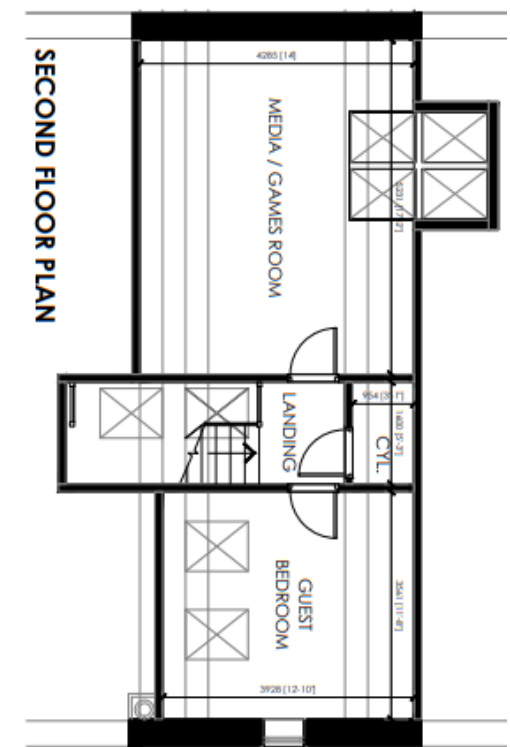 SECOND FLOOR PLAN
4285 [14]
MEDIA / GAMES ROOM
LANDING
954 [3'-1"]
1600 [5'-3"]
CYL.
GUEST
BEDROOM
3561 [11'-8"]
3928 [12'-10"]